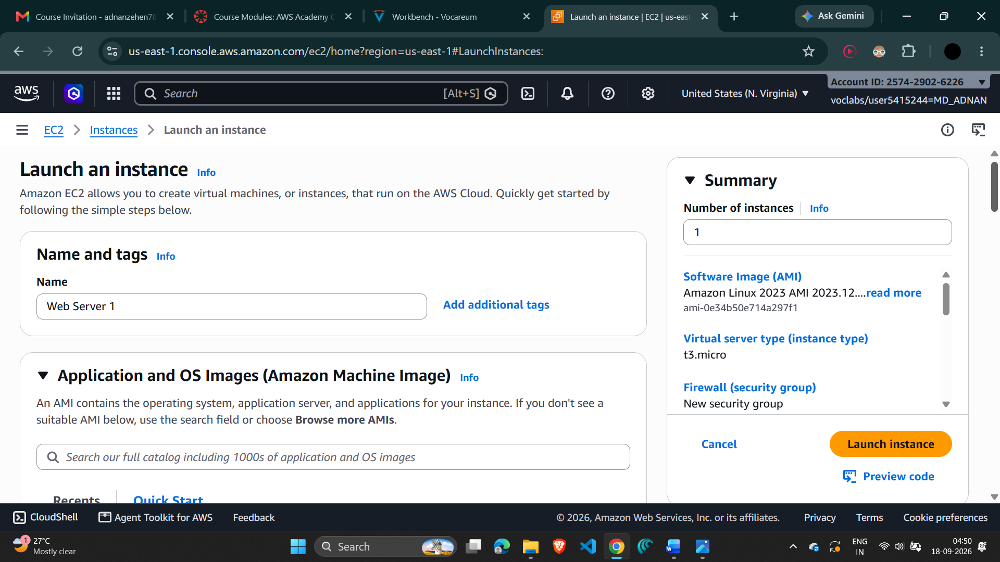 Course Invitation - adnanzehen78
Course Modules: AWS Academy C
Workbench - Vocareum
Launch an instance | EC2 | us-east
Ask Gemini
us-east-1.console.aws.amazon.com/ec2/home?region=us-east-1#LaunchInstances:
aws
Search
[Alt+S]
United States (N. Virginia)
Account ID: 2574-2902-6226
voclabs/user5415244=MD_ADNAN
EC2
Instances
Launch an instance
Launch an instance
Info
Amazon EC2 allows you to create virtual machines, or instances, that run on the AWS Cloud. Quickly get started by
following the simple steps below.
Name and tags
Info
Name
Web Server 1
Add additional tags
Application and OS Images (Amazon Machine Image)
Info
An AMI contains the operating system, application server, and applications for your instance. If you don't see a
suitable AMI below, use the search field or choose Browse more AMIs.
Search our full catalog including 1000s of application and OS images
Recents
Quick Start
Summary
Number of instances
Info
1
Software Image (AMI)
Amazon Linux 2023 AMI 2023.12....read more
ami-0e34b50e714a297f1
Virtual server type (instance type)
t3.micro
Firewall (security group)
New security group
Cancel
Launch instance
Preview code
CloudShell
Agent Toolkit for AWS
Feedback
© 2026, Amazon Web Services, Inc. or its affiliates.
Privacy
Terms
Cookie preferences
1
27°C
Mostly clear
Search
ENG
IN
04:50
18-09-2026